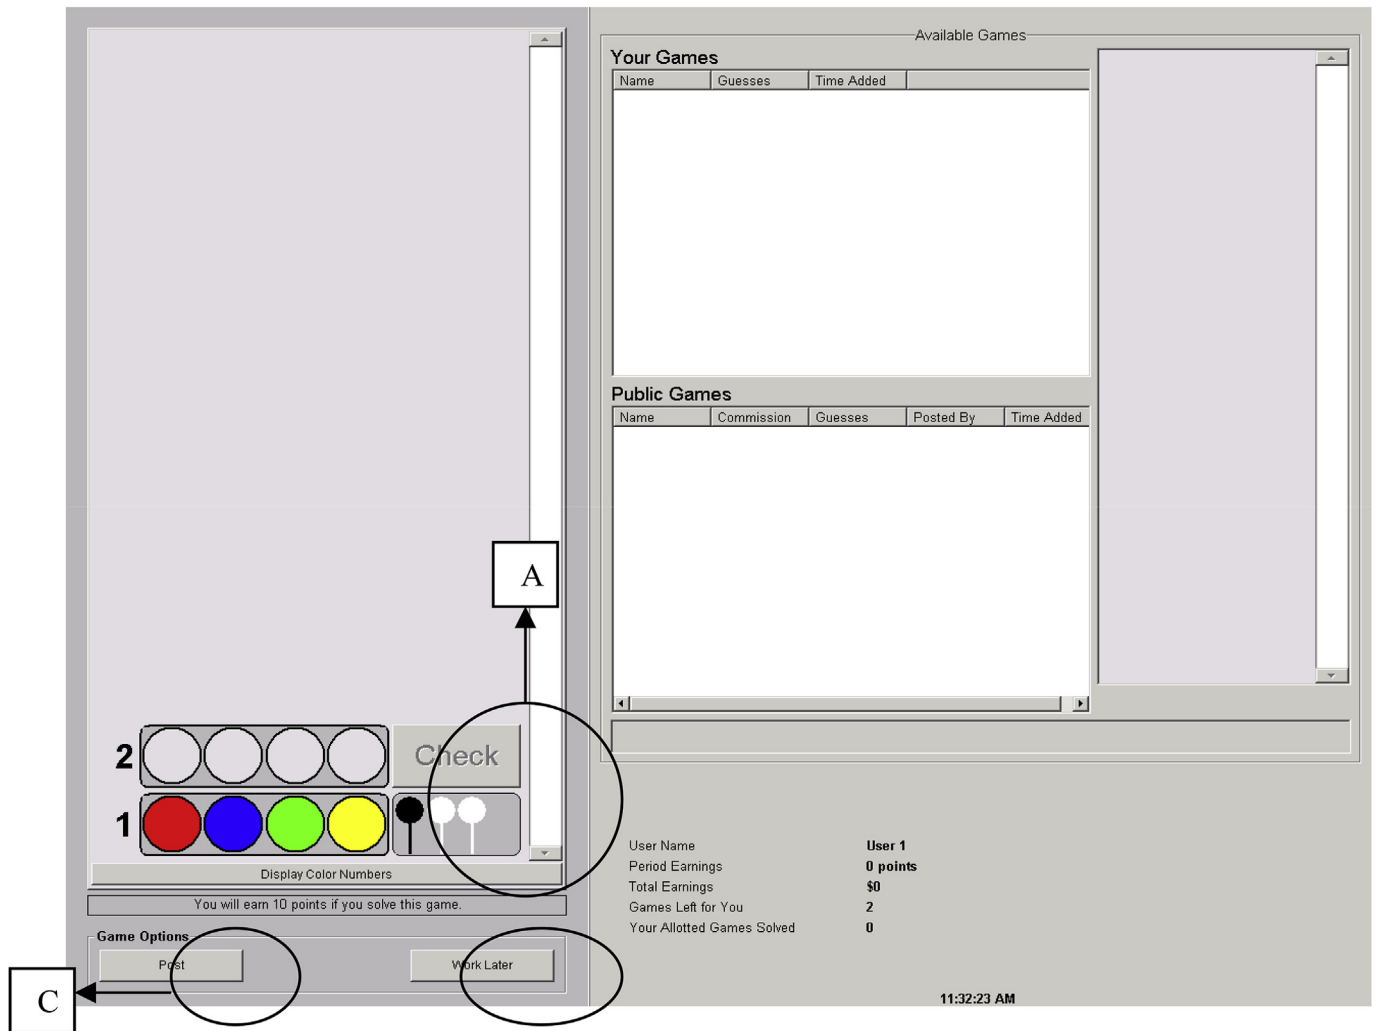 Available Games
Your Games
Name Guesses Time Added
Public Games
Name Commission Guesses Posted By Time Added
A
2 Check
1
Display Color Numbers
You will earn 10 points if you solve this game.
Game Options
Post Work Later
C
User Name User 1
Period Earnings 0 points
Total Earnings $0
Games Left for You 2
Your Allotted Games Solved 0
11:32:23 AM